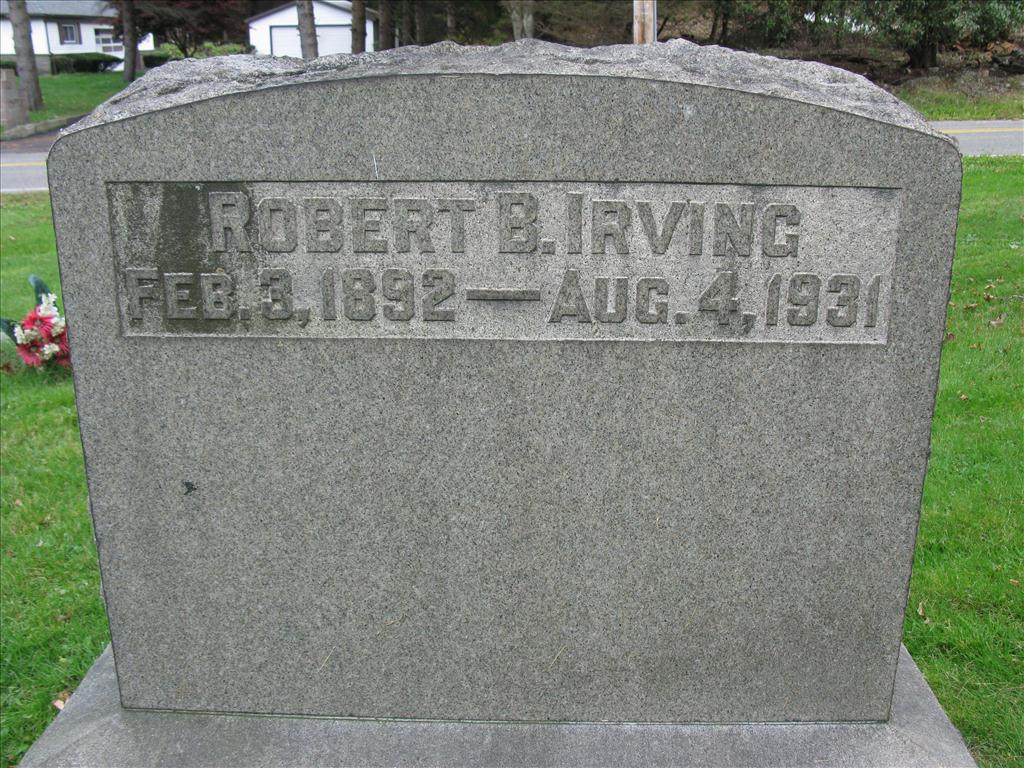 Robert B. Irving
Feb. 3, 1892 — Aug. 4, 1931